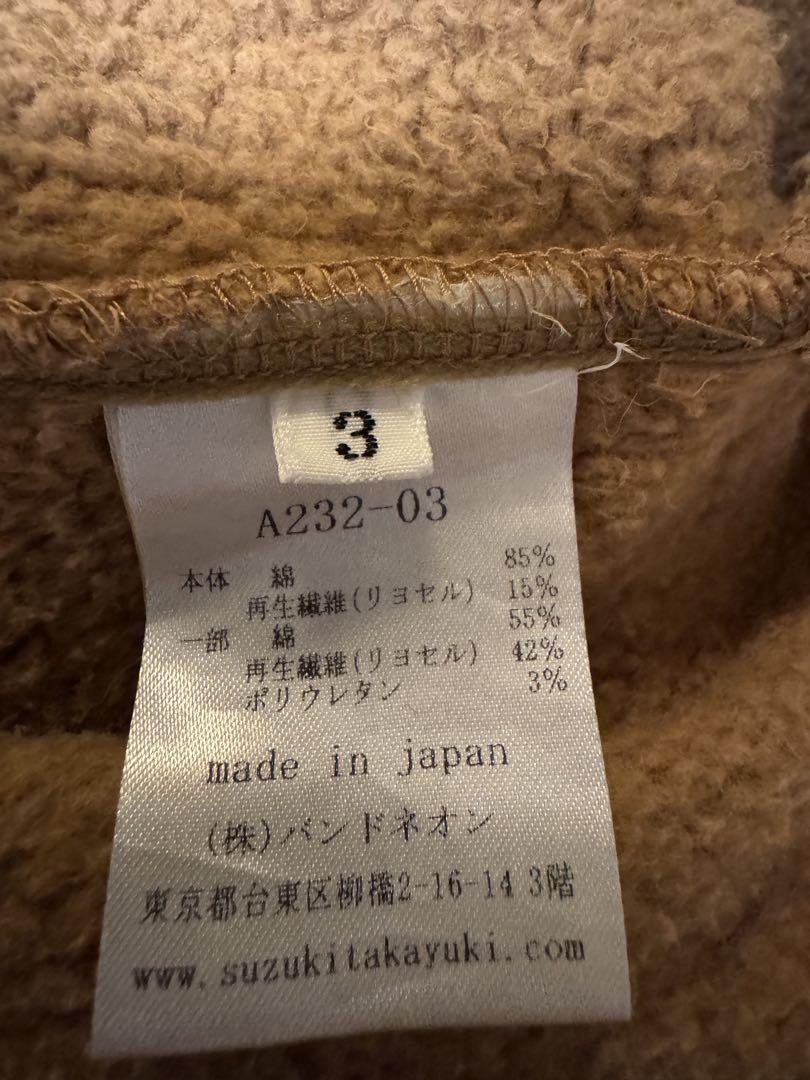 3
A232-03
本体 綿 85%
再生繊維(リヨセル) 15%
一部 綿 55%
再生繊維(リヨセル) 42%
ポリウレタン 3%
made in japan
(株)バンドネオン
東京都台東区柳橋2-16-14 3階
www.suzukitakayuki.com